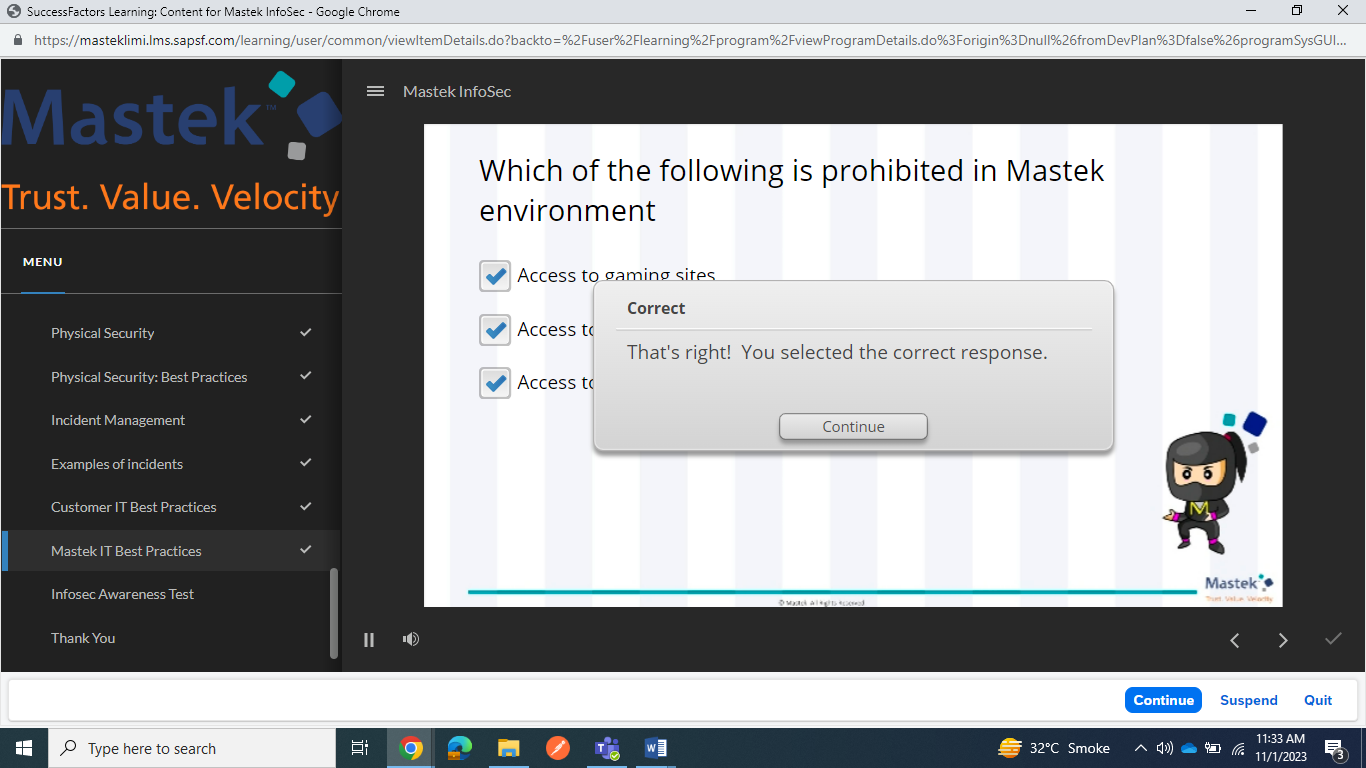 SuccessFactors Learning: Content for Mastek InfoSec - Google Chrome
https://masteklimi.lms.sapsf.com/learning/user/common/viewItemDetails.do?backto=%2Fuser%2Flearning%2Fprogram%2FviewProgramDetails.do%3Forigin%3Dnull%26fromDevPlan%3Dfalse%26programSysGUI...
Mastek™
Trust. Value. Velocity
MENU
Physical Security
Physical Security: Best Practices
Incident Management
Examples of incidents
Customer IT Best Practices
Mastek IT Best Practices
Infosec Awareness Test
Thank You
Mastek InfoSec
Which of the following is prohibited in Mastek
environment
Access to gaming sites
Access to
Access to
Correct
That's right! You selected the correct response.
Continue
M
Mastek
Trust. Value. Velocity
© Mastek. All Rights Reserved
Continue Suspend Quit
Type here to search
32°C Smoke
11:33 AM
11/1/2023
3